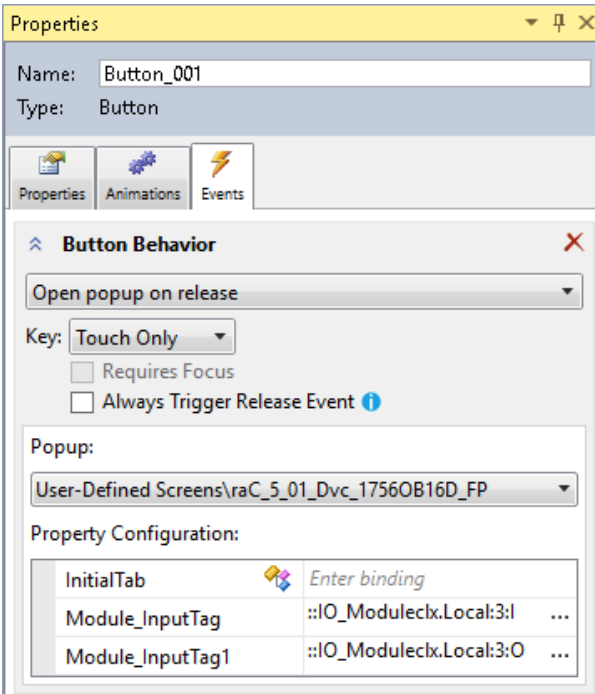 Properties
Name: Button_001
Type: Button
Properties Animations Events
Button Behavior
Open popup on release
Key: Touch Only
Requires Focus
Always Trigger Release Event
Popup:
User-Defined Screens\raC_5_01_Dvc_1756OB16D_FP
Property Configuration:
InitialTab Enter binding
Module_InputTag ::IO_Moduleclx.Local:3:I ...
Module_InputTag1 ::IO_Moduleclx.Local:3:O ...